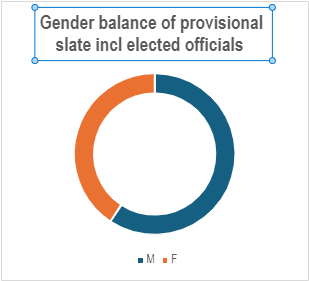 Gender balance of provisional
slate incl elected officials
M F